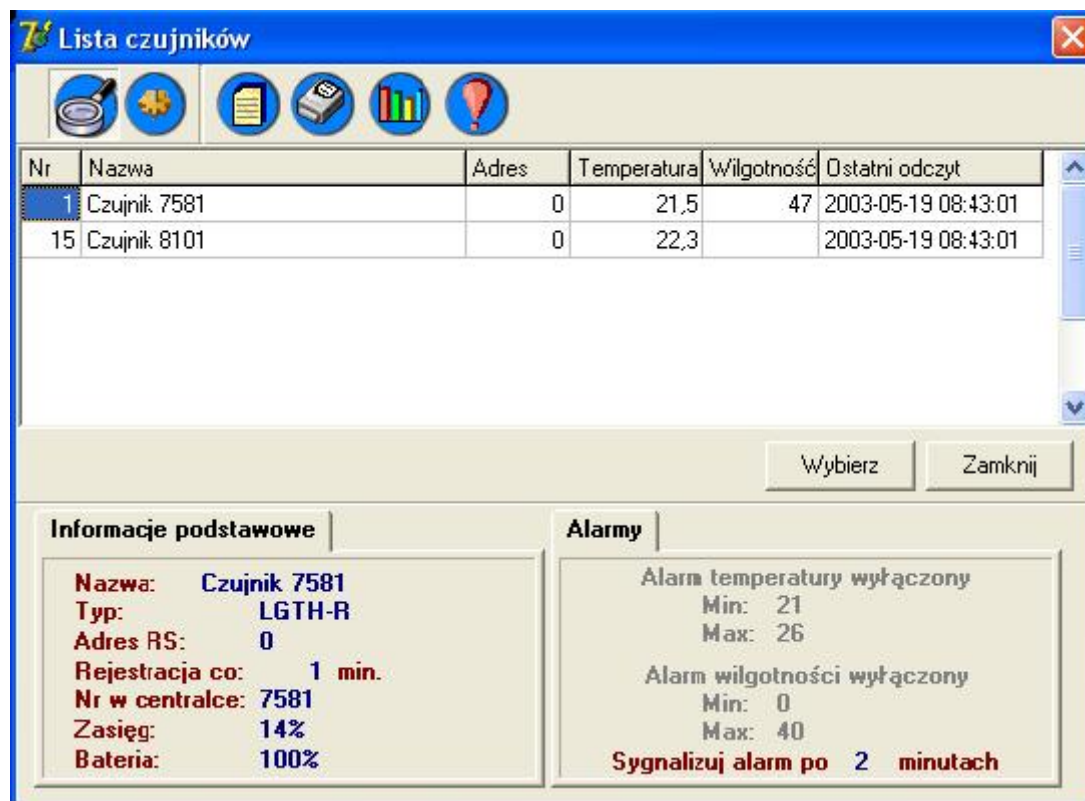 Lista czujników
Nr Nazwa Adres Temperatura Wilgotność Ostatni odczyt
1 Czujnik 7581 0 21,5 47 2003-05-19 08:43:01
15 Czujnik 8101 0 22,3 2003-05-19 08:43:01
Wybierz Zamknij
Informacje podstawowe
Nazwa: Czujnik 7581
Typ: LGTH-R
Adres RS: 0
Rejestracja co: 1 min.
Nr w centralce: 7581
Zasięg: 14%
Bateria: 100%
Alarmy
Alarm temperatury wyłączony
Min: 21
Max: 26
Alarm wilgotności wyłączony
Min: 0
Max: 40
Sygnalizuj alarm po 2 minutach